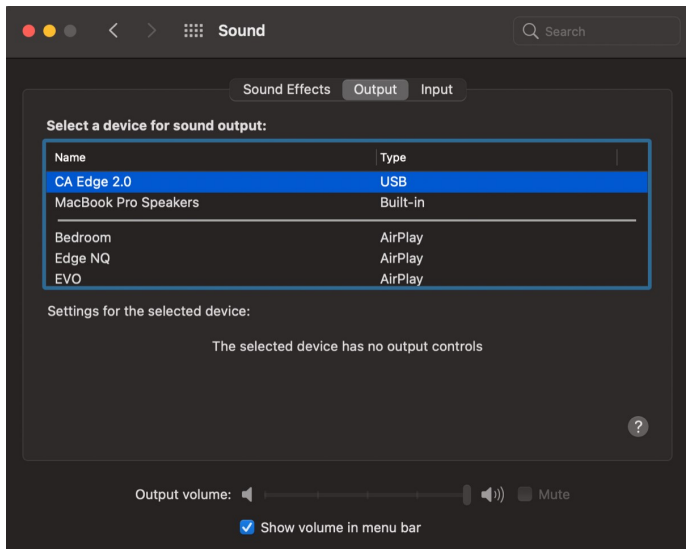 Sound
Search
Sound Effects Output Input
Select a device for sound output:
Name Type
CA Edge 2.0 USB
MacBook Pro Speakers Built-in
Bedroom AirPlay
Edge NQ AirPlay
EVO AirPlay
Settings for the selected device:
The selected device has no output controls
?
Output volume: Mute
Show volume in menu bar